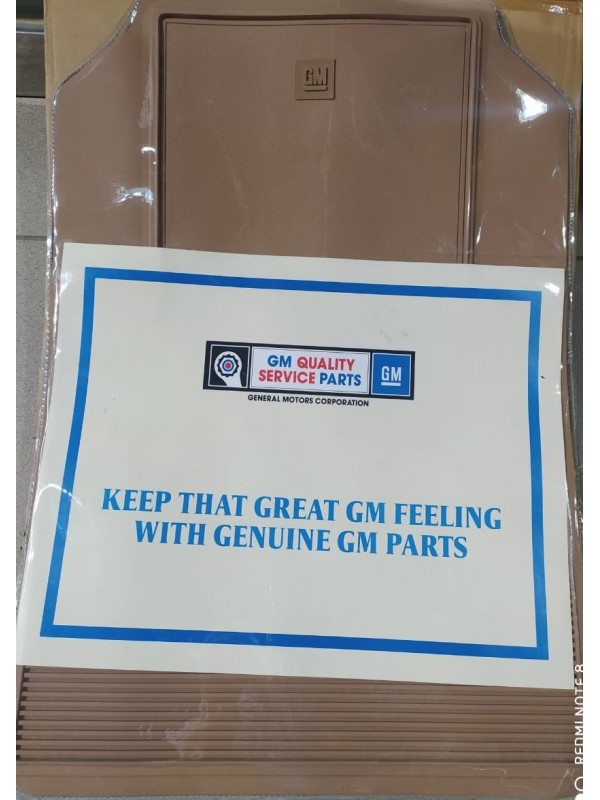 GM
GM QUALITY
SERVICE PARTS
GM
GENERAL MOTORS CORPORATION
KEEP THAT GREAT GM FEELING
WITH GENUINE GM PARTS
REDMI NOTE 8